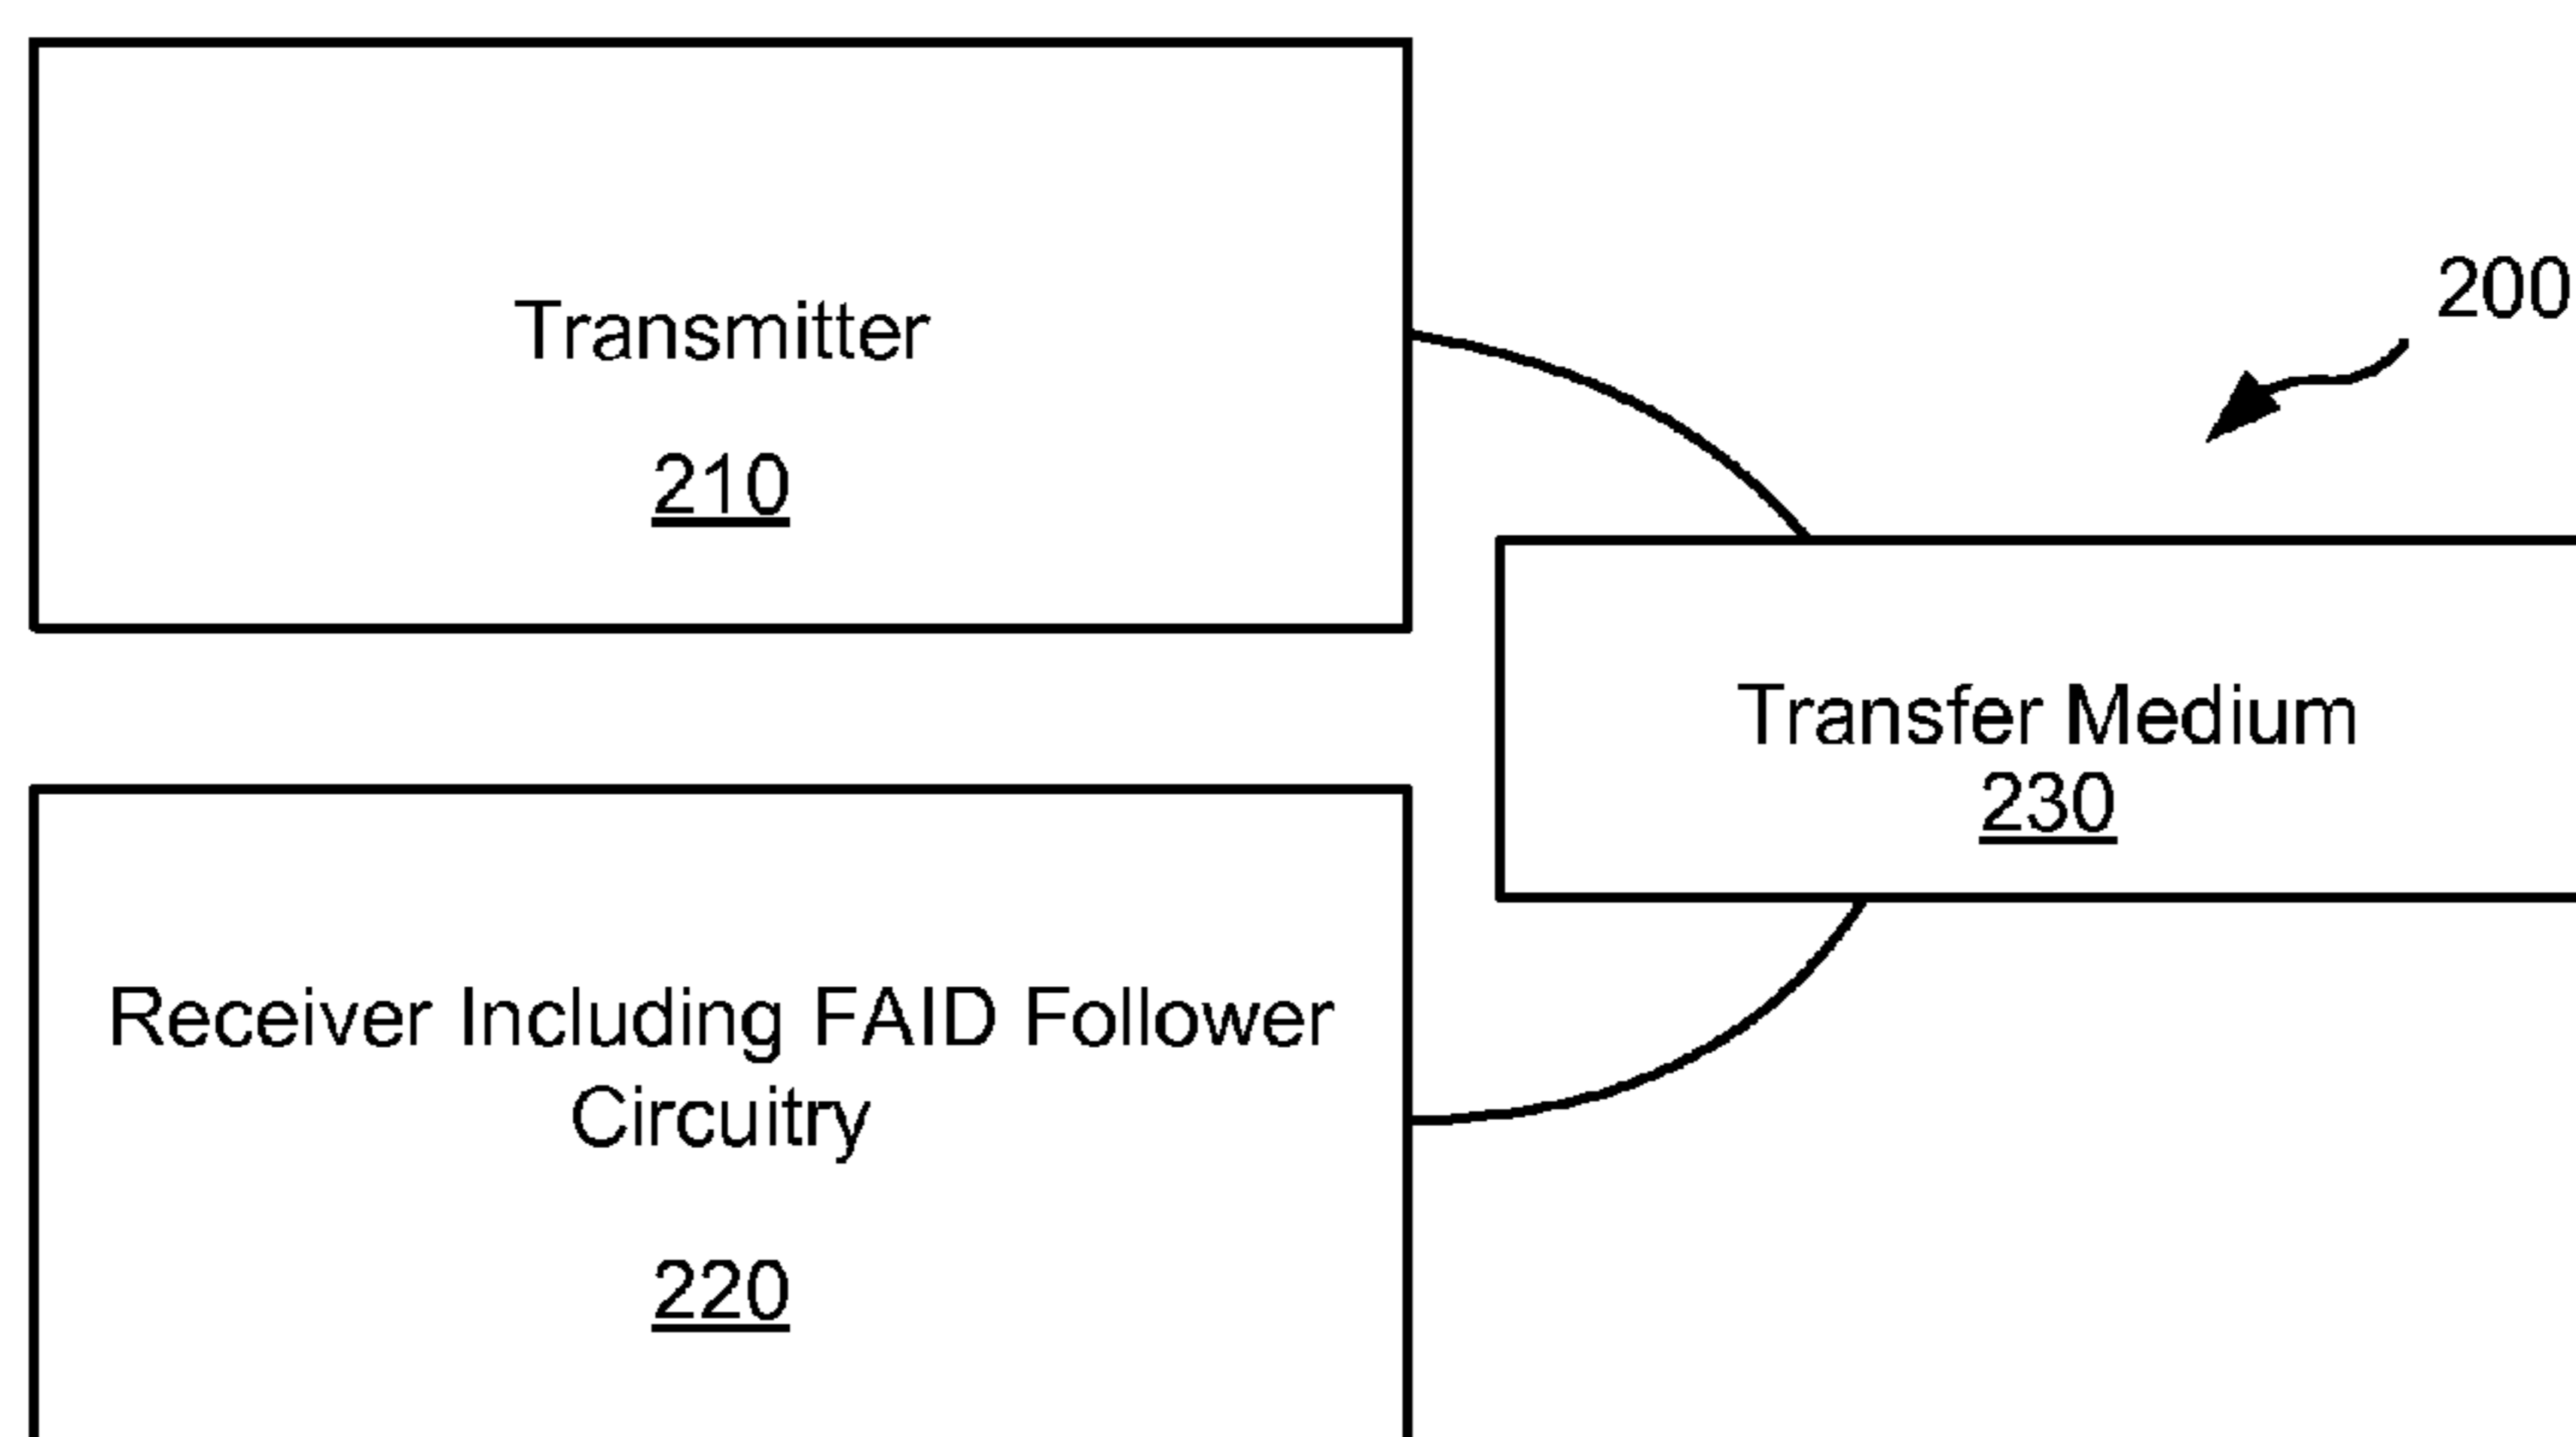 Transmitter
210
200
Transfer Medium
230
Receiver Including FAID Follower
Circuitry
220